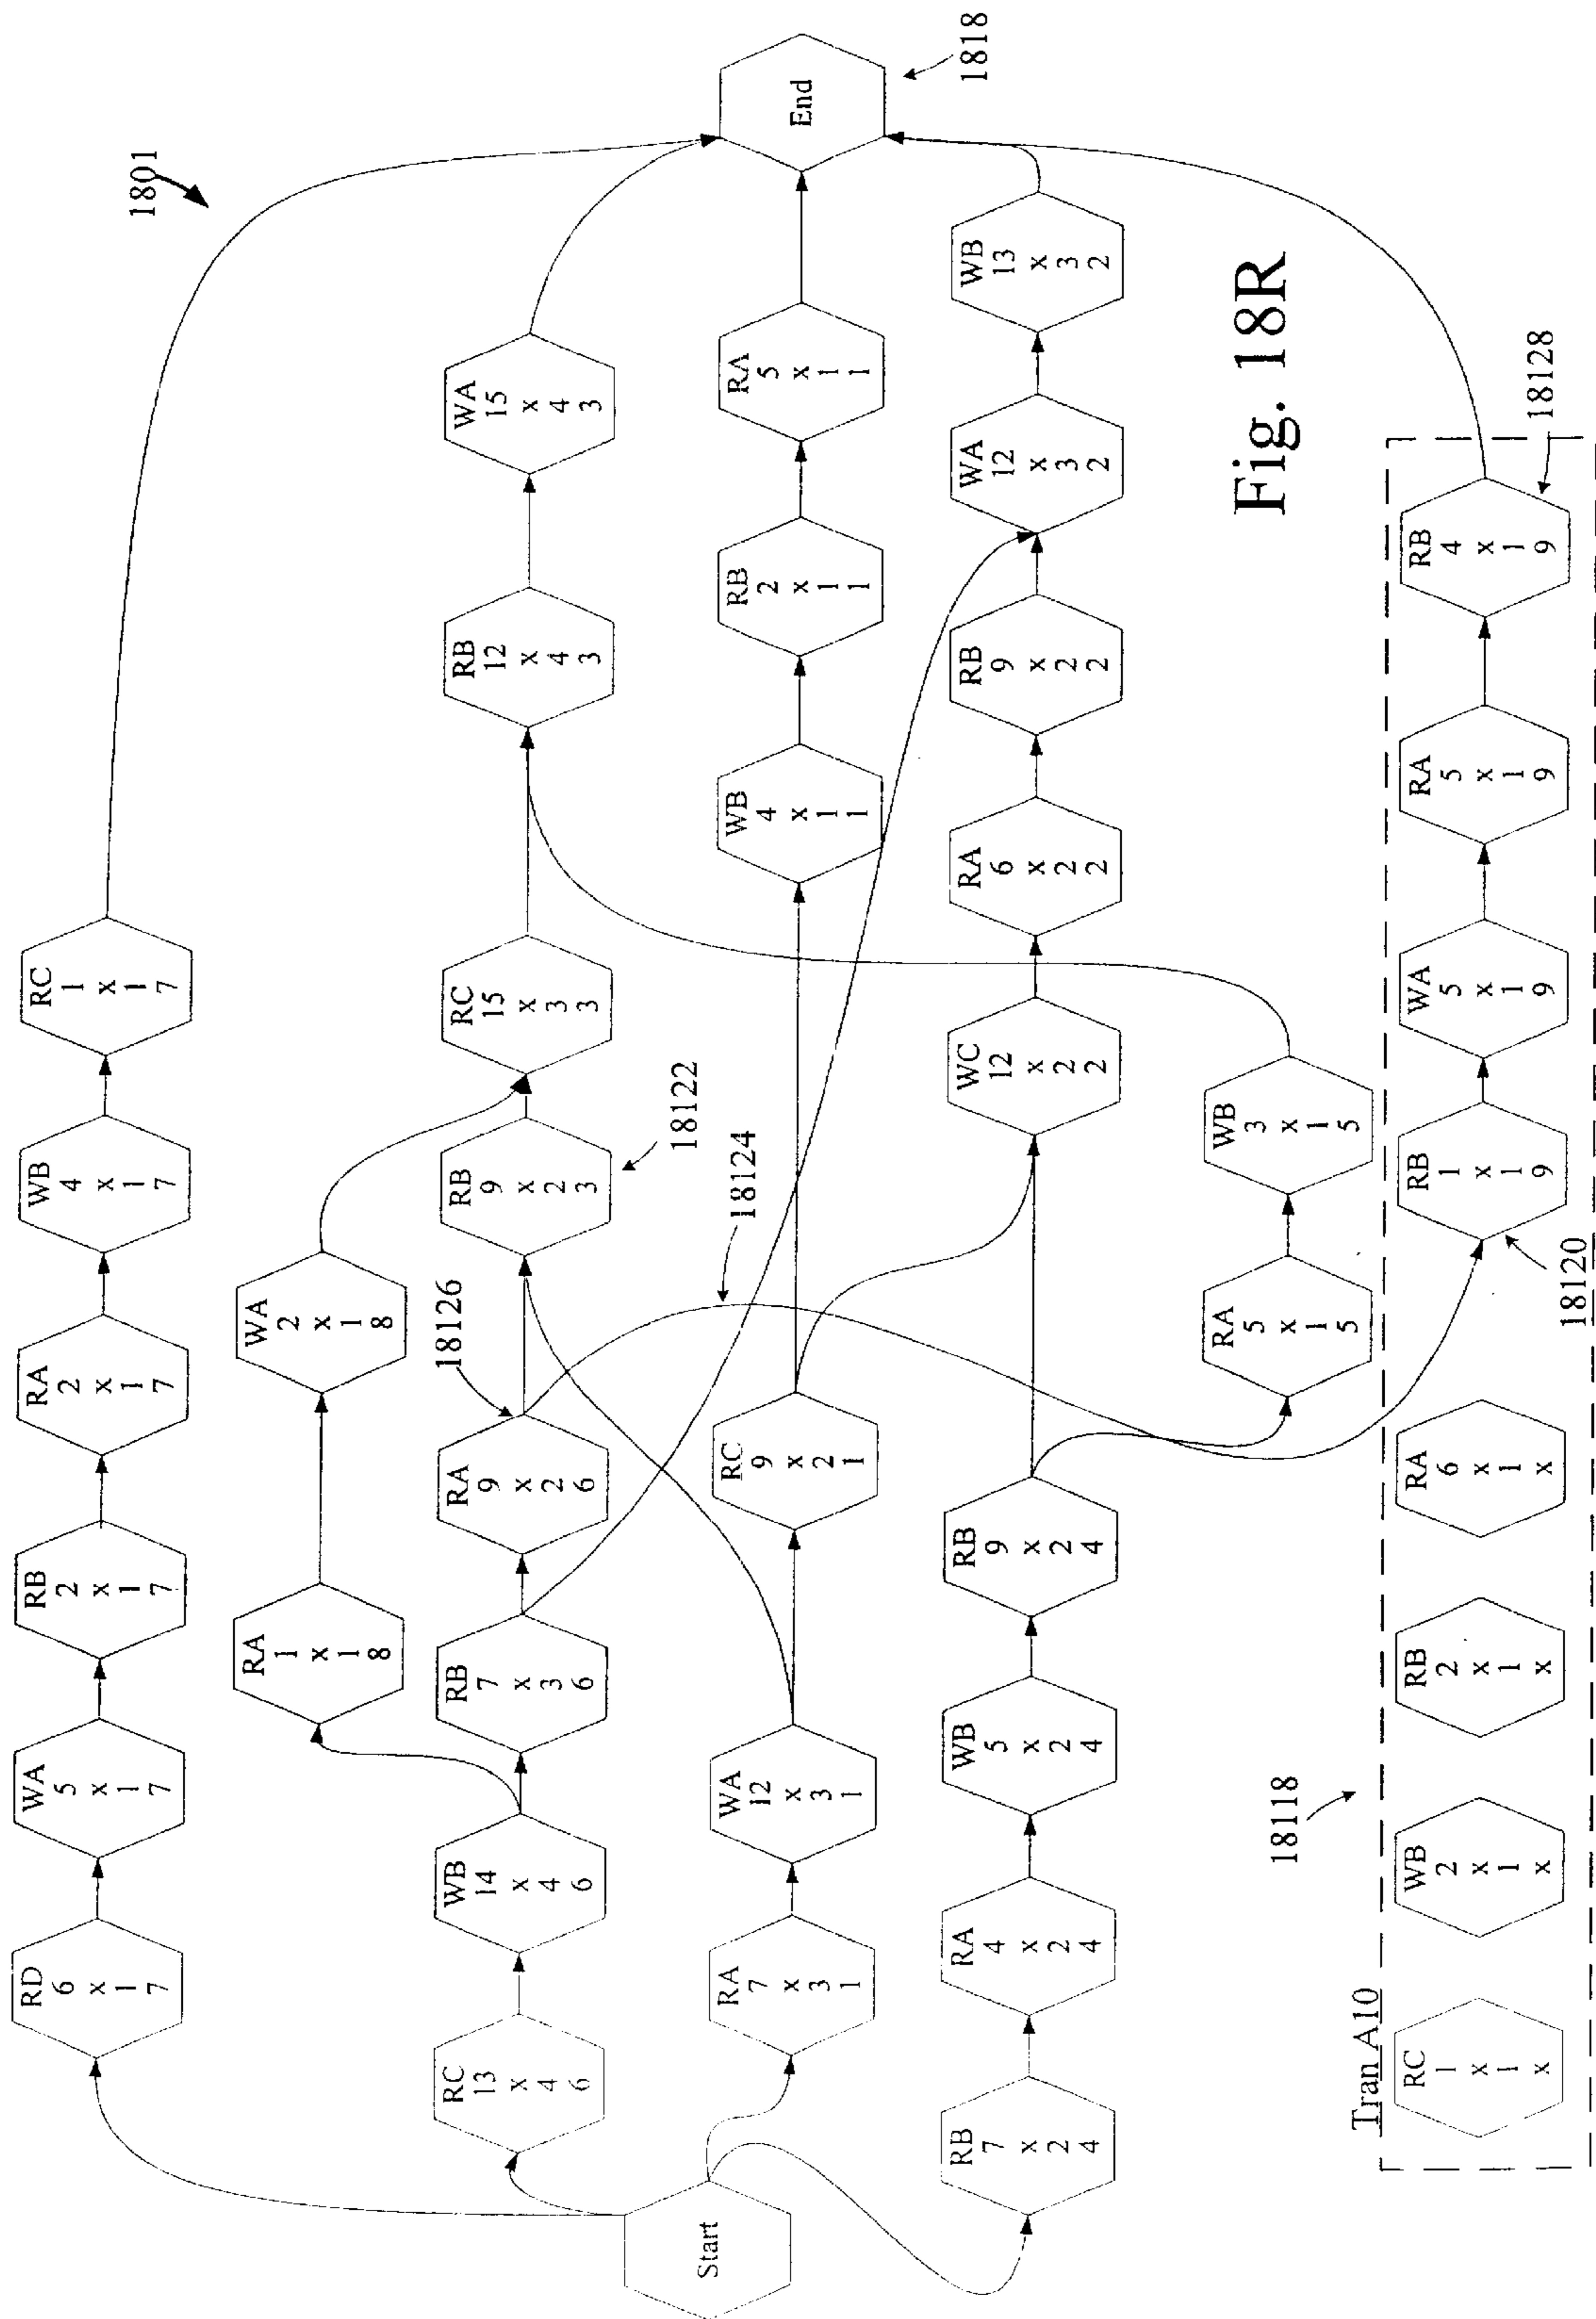 1801
RD
6
x
1
7
WA
5
x
1
7
RB
2
x
1
7
RA
2
x
1
7
WB
4
x
1
7
RC
1
x
1
7
RA
1
x
1
8
WA
2
x
1
8
RC
13
x
4
6
WB
14
x
4
6
RB
7
x
3
6
RA
9
x
2
6
18126
RB
9
x
2
3
18122
RC
15
x
3
3
RB
12
x
4
3
WA
15
x
4
3
Start
RA
7
x
3
1
WA
12
x
3
1
RC
9
x
2
1
18124
WB
4
x
1
1
RB
2
x
1
1
RA
5
x
1
1
End
1818
RB
7
x
2
4
RA
4
x
2
4
WB
5
x
2
4
RB
9
x
2
4
WC
12
x
2
2
RA
6
x
2
2
RB
9
x
2
2
WA
12
x
3
2
WB
13
x
3
2
RA
5
x
1
5
WB
3
x
1
5
Fig. 18R
18118
Tran A10
RC
1
x
1
x
WB
2
x
1
x
RB
2
x
1
x
RA
6
x
1
x
18120
RB
1
x
1
9
WA
5
x
1
9
RA
5
x
1
9
RB
4
x
1
9
18128